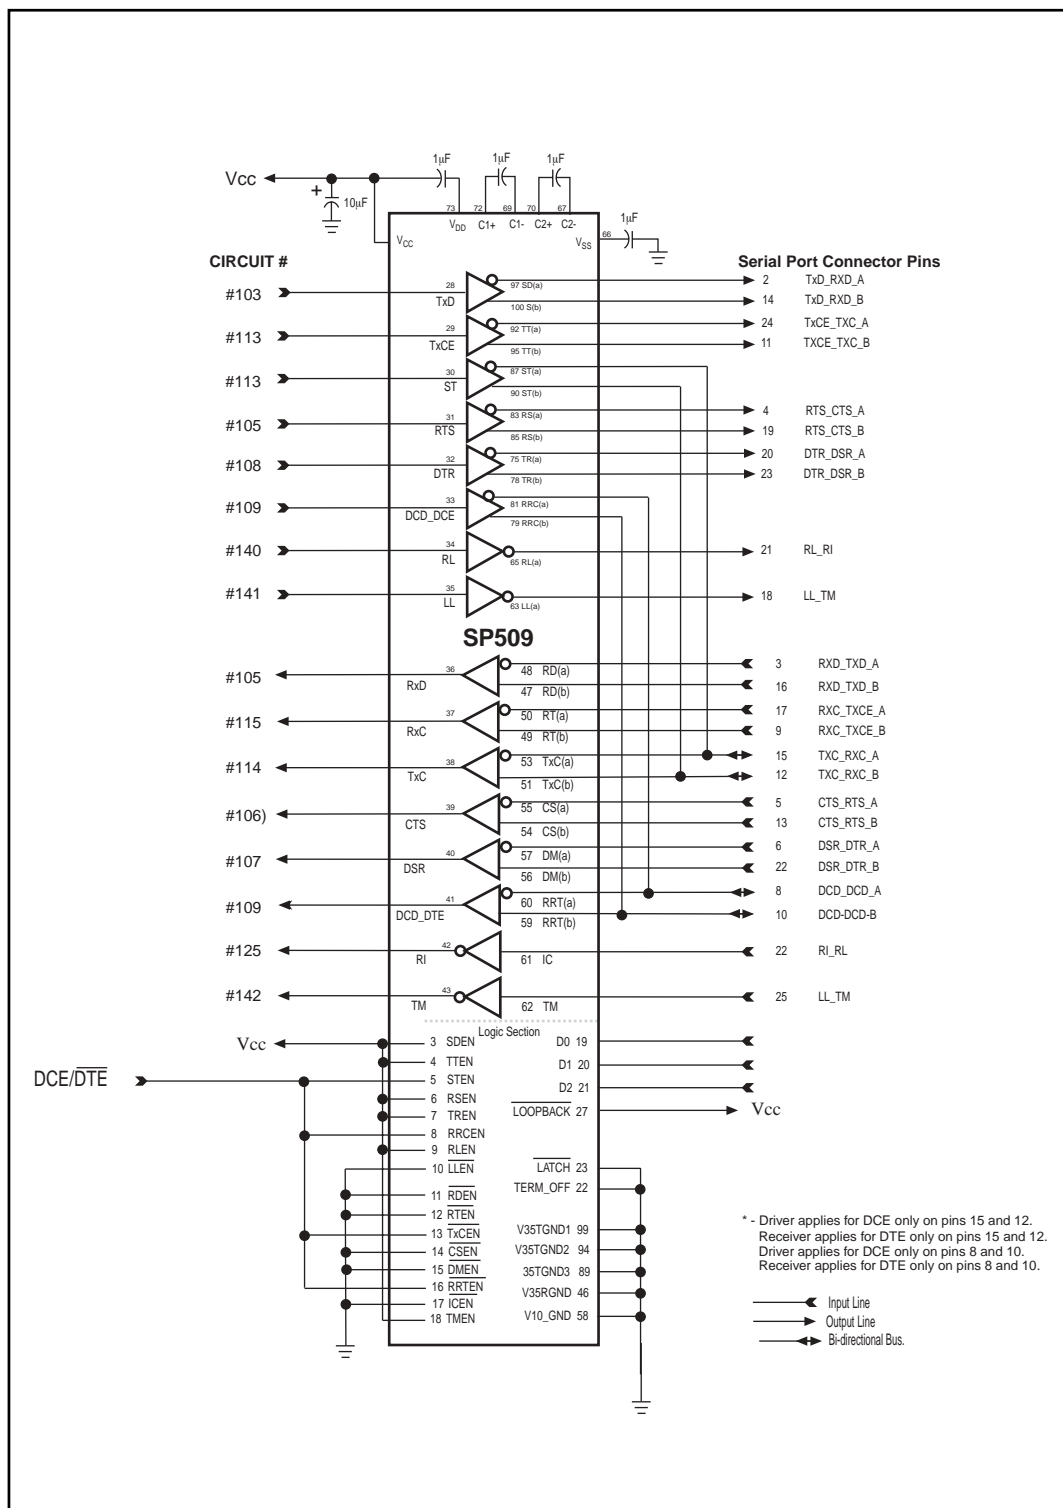 1µF
1µF
1µF
Vcc
+
10µF
73
72
69
70
67
1µF
VDD
C1+
C1-
C2+
C2-
66
VCC
VSS
CIRCUIT #
Serial Port Connector Pins
#103
28
TxD
97 SD(a)
100 S(b)
2 TxD_RXD_A
14 TxD_RXD_B
#113
29
TxCE
92 TT(a)
95 TT(b)
24 TxCE_TXC_A
11 TXCE_TXC_B
#113
30
ST
87 ST(a)
90 ST(b)
#105
31
RTS
83 RS(a)
85 RS(b)
4 RTS_CTS_A
19 RTS_CTS_B
#108
32
DTR
75 TR(a)
78 TR(b)
20 DTR_DSR_A
23 DTR_DSR_B
#109
33
DCD_DCE
81 RRC(a)
79 RRC(b)
#140
34
RL
65 RL(a)
21 RL_RI
#141
35
LL
63 LL(a)
18 LL_TM
SP509
#105
36
RxD
48 RD(a)
47 RD(b)
3 RXD_TXD_A
16 RXD_TXD_B
#115
37
RxC
50 RT(a)
49 RT(b)
17 RXC_TXCE_A
9 RXC_TXCE_B
#114
38
TxC
53 TxC(a)
51 TxC(b)
15 TXC_RXC_A
12 TXC_RXC_B
#106)
39
CTS
55 CS(a)
54 CS(b)
5 CTS_RTS_A
13 CTS_RTS_B
#107
40
DSR
57 DM(a)
56 DM(b)
6 DSR_DTR_A
22 DSR_DTR_B
#109
41
DCD_DTE
60 RRT(a)
59 RRT(b)
8 DCD_DCD_A
10 DCD-DCD-B
#125
42
RI
61 IC
22 RI_RL
#142
43
TM
62 TM
25 LL_TM
Logic Section
Vcc
3 SDEN
D0 19
4 TTEN
D1 20
DCE/DTE
5 STEN
D2 21
6 RSEN
7 TREN
LOOPBACK 27
Vcc
8 RRCEN
9 RLEN
10 LLEN
LATCH 23
11 RDEN
TERM_OFF 22
12 RTEN
13 TxCEN
V35TGND1 99
14 CSEN
V35TGND2 94
15 DMEN
35TGND3 89
16 RRTEN
V35RGND 46
17 ICEN
18 TMEN
V10_GND 58
* - Driver applies for DCE only on pins 15 and 12.
Receiver applies for DTE only on pins 15 and 12.
Driver applies for DCE only on pins 8 and 10.
Receiver applies for DTE only on pins 8 and 10.
Input Line
Output Line
Bi-directional Bus.